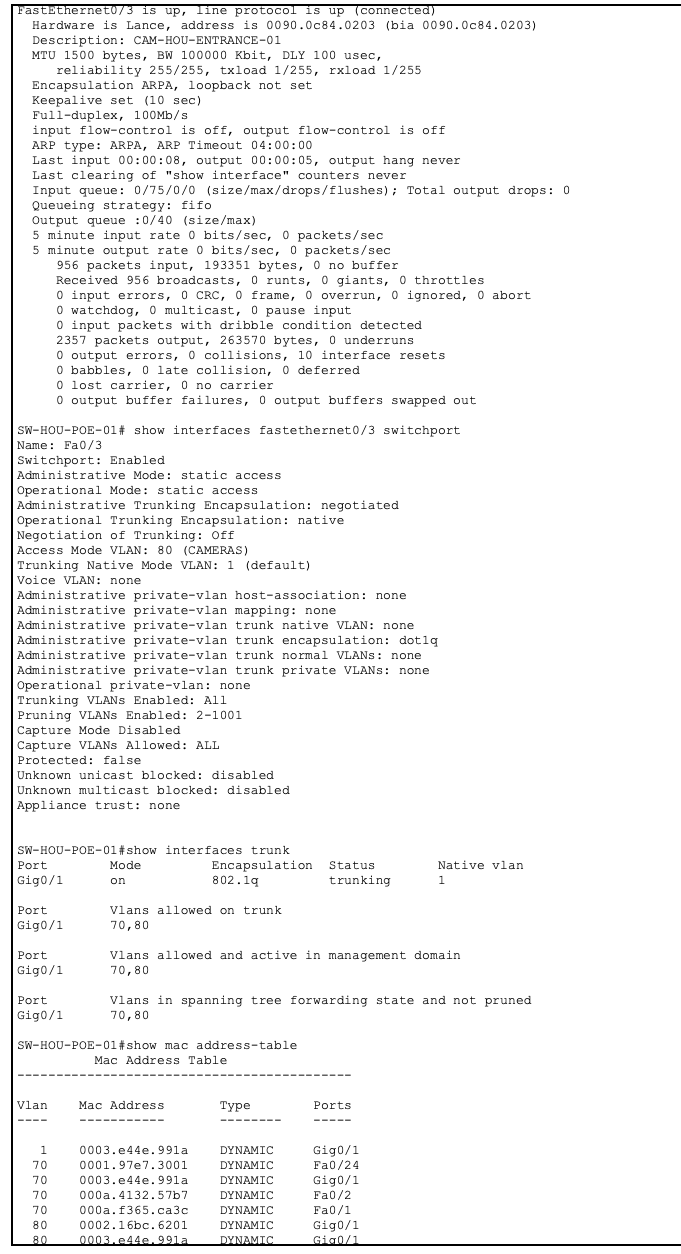 FastEthernet0/3 is up, line protocol is up (connected)
Hardware is Lance, address is 0090.0c84.0203 (bia 0090.0c84.0203)
Description: CAM-HOU-ENTRANCE-01
MTU 1500 bytes, BW 100000 Kbit, DLY 100 usec,
reliability 255/255, txload 1/255, rxload 1/255
Encapsulation ARPA, loopback not set
Keepalive set (10 sec)
Full-duplex, 100Mb/s
input flow-control is off, output flow-control is off
ARP type: ARPA, ARP Timeout 04:00:00
Last input 00:00:08, output 00:00:05, output hang never
Last clearing of "show interface" counters never
Input queue: 0/75/0/0 (size/max/drops/flushes); Total output drops: 0
Queueing strategy: fifo
Output queue :0/40 (size/max)
5 minute input rate 0 bits/sec, 0 packets/sec
5 minute output rate 0 bits/sec, 0 packets/sec
956 packets input, 193351 bytes, 0 no buffer
Received 956 broadcasts, 0 runts, 0 giants, 0 throttles
0 input errors, 0 CRC, 0 frame, 0 overrun, 0 ignored, 0 abort
0 watchdog, 0 multicast, 0 pause input
0 input packets with dribble condition detected
2357 packets output, 263570 bytes, 0 underruns
0 output errors, 0 collisions, 10 interface resets
0 babbles, 0 late collision, 0 deferred
0 lost carrier, 0 no carrier
0 output buffer failures, 0 output buffers swapped out
SW-HOU-POE-01# show interfaces fastethernet0/3 switchport
Name: Fa0/3
Switchport: Enabled
Administrative Mode: static access
Operational Mode: static access
Administrative Trunking Encapsulation: negotiated
Operational Trunking Encapsulation: native
Negotiation of Trunking: Off
Access Mode VLAN: 80 (CAMERAS)
Trunking Native Mode VLAN: 1 (default)
Voice VLAN: none
Administrative private-vlan host-association: none
Administrative private-vlan mapping: none
Administrative private-vlan trunk native VLAN: none
Administrative private-vlan trunk encapsulation: dot1q
Administrative private-vlan trunk normal VLANs: none
Administrative private-vlan trunk private VLANs: none
Operational private-vlan: none
Trunking VLANs Enabled: All
Pruning VLANs Enabled: 2-1001
Capture Mode Disabled
Capture VLANs Allowed: ALL
Protected: false
Unknown unicast blocked: disabled
Unknown multicast blocked: disabled
Appliance trust: none
SW-HOU-POE-01#show interfaces trunk
Port Mode Encapsulation Status Native vlan
Gig0/1 on 802.1q trunking 1
Port Vlans allowed on trunk
Gig0/1 70,80
Port Vlans allowed and active in management domain
Gig0/1 70,80
Port Vlans in spanning tree forwarding state and not pruned
Gig0/1 70,80
SW-HOU-POE-01#show mac address-table
Mac Address Table
-------------------------------------------
Vlan Mac Address Type Ports
---- ----------- -------- -----
1 0003.e44e.991a DYNAMIC Gig0/1
70 0001.97e7.3001 DYNAMIC Fa0/24
70 0003.e44e.991a DYNAMIC Gig0/1
70 000a.4132.57b7 DYNAMIC Fa0/2
70 000a.f365.ca3c DYNAMIC Fa0/1
80 0002.16bc.6201 DYNAMIC Gig0/1
80 0003.e44e.991a DYNAMIC Gig0/1